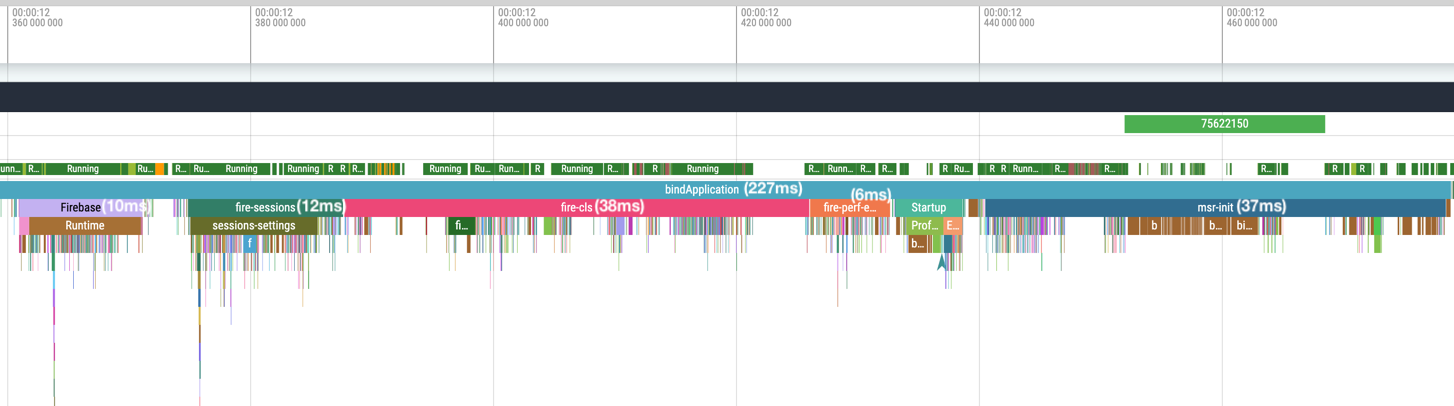 00:00:12 00:00:12 00:00:12 00:00:12 00:00:12 00:00:12
360 000 000 380 000 000 400 000 000 420 000 000 440 000 000 460 000 000
75622150
unn... R... Running Ru... R... Ru... Running Running R R R... Running Ru... Run... R Running R... R... Running R... Runn... R... R... R Ru... R R Runn... R... R... R R
bindApplication (227ms)
Firebase (10ms) fire-sessions (12ms) fire-cls (38ms) fire-perf-e... (6ms) Startup msr-init (37ms)
Runtime sessions-settings fi... Prof... E... b b... bi...
f b...